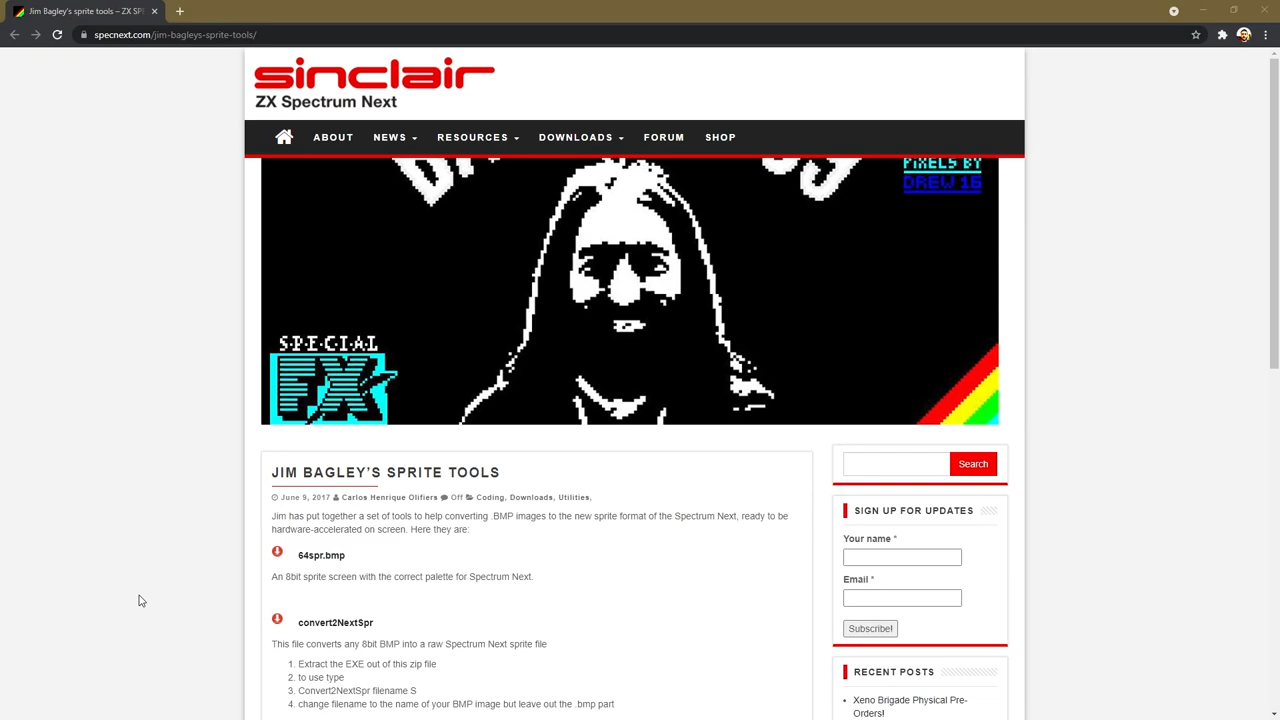 Jim Bagley's sprite tools – ZX SP
specnext.com/jim-bagleys-sprite-tools/
sinclair
ZX Spectrum Next
ABOUT
NEWS
RESOURCES
DOWNLOADS
FORUM
SHOP
PIXELS BY
DREW 16
SPECIAL
FX
JIM BAGLEY'S SPRITE TOOLS
June 9, 2017 Carlos Henrique Olifiers Off Coding, Downloads, Utilities,
Jim has put together a set of tools to help converting .BMP images to the new sprite format of the Spectrum Next, ready to be
hardware-accelerated on screen. Here they are:
64spr.bmp
An 8bit sprite screen with the correct palette for Spectrum Next.
convert2NextSpr
This file converts any 8bit BMP into a raw Spectrum Next sprite file
1. Extract the EXE out of this zip file
2. to use type
3. Convert2NextSpr filename S
4. change filename to the name of your BMP image but leave out the .bmp part
Search
SIGN UP FOR UPDATES
Your name *
Email *
Subscribe!
RECENT POSTS
Xeno Brigade Physical Pre-
Orders!